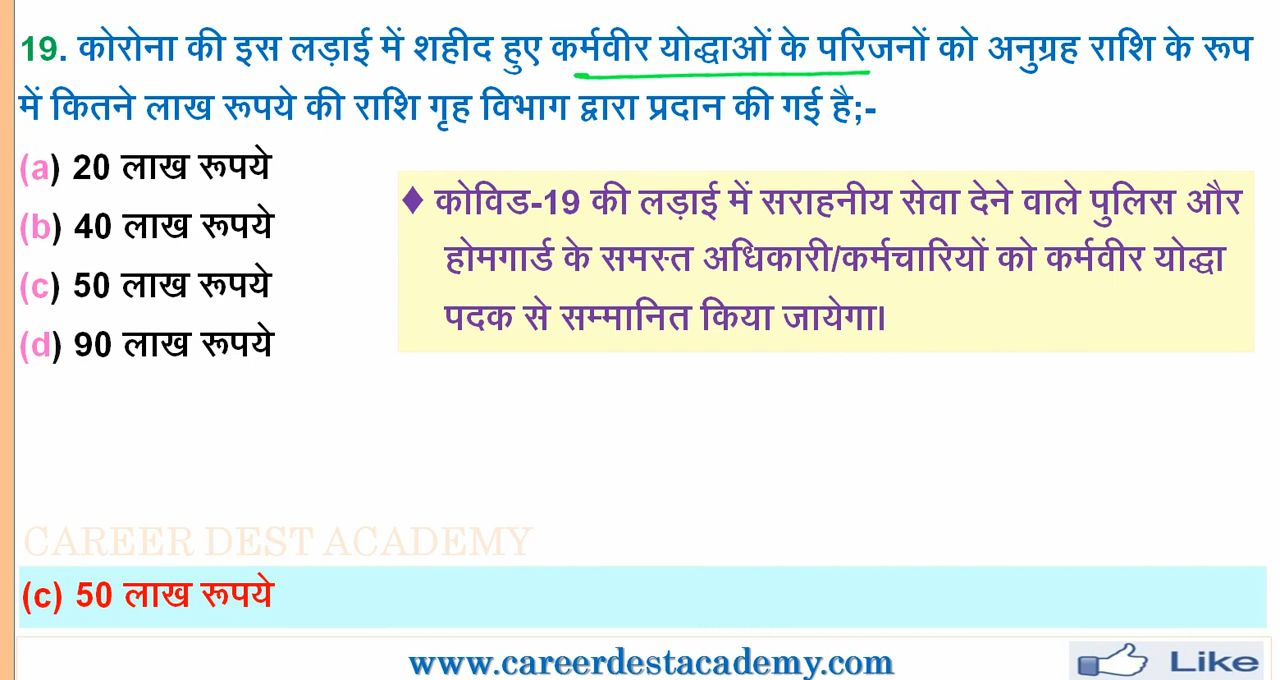 19. कोरोना की इस लड़ाई में शहीद हुए कर्मवीर योद्धाओं के परिजनों को अनुग्रह राशि के रूप
में कितने लाख रूपये की राशि गृह विभाग द्वारा प्रदान की गई है;-
(a) 20 लाख रूपये
(b) 40 लाख रूपये
(c) 50 लाख रूपये
(d) 90 लाख रूपये
♦ कोविड-19 की लड़ाई में सराहनीय सेवा देने वाले पुलिस और
होमगार्ड के समस्त अधिकारी/कर्मचारियों को कर्मवीर योद्धा
पदक से सम्मानित किया जायेगा।
CAREER DEST ACADEMY
(c) 50 लाख रूपये
www.careerdestacademy.com
Like